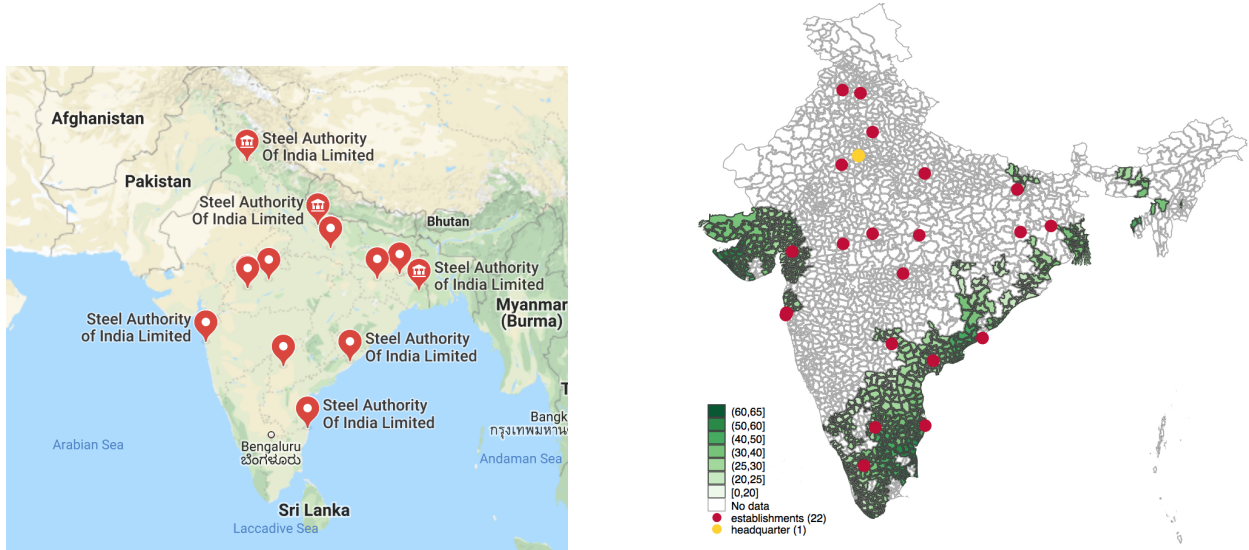 Afghanistan
Steel Authority
Of India Limited
Pakistan
Steel Authority
Of India Limited
Bhutan
Steel Authority
of India Limited
Myanmar
(Burma)
Steel Authority
of India Limited
Steel Authority
Of India Limited
Steel Authority
Of India Limited
Bangk
กรุงเทพมหาน
Bengaluru
ಬೆಂಗಳೂರು
Arabian Sea
Andaman Sea
Sri Lanka
Laccadive Sea
T
(60,65]
(50,60]
(40,50]
(30,40]
(25,30]
(20,25]
[0,20]
No data
establishments (22)
headquarter (1)